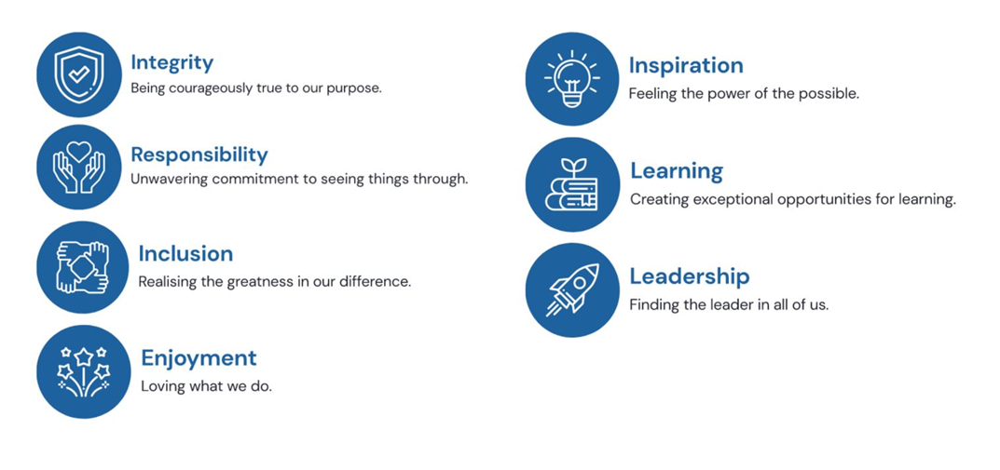 Integrity
Being courageously true to our purpose.
Responsibility
Unwavering commitment to seeing things through.
Inclusion
Realising the greatness in our difference.
Enjoyment
Loving what we do.
Inspiration
Feeling the power of the possible.
Learning
Creating exceptional opportunities for learning.
Leadership
Finding the leader in all of us.